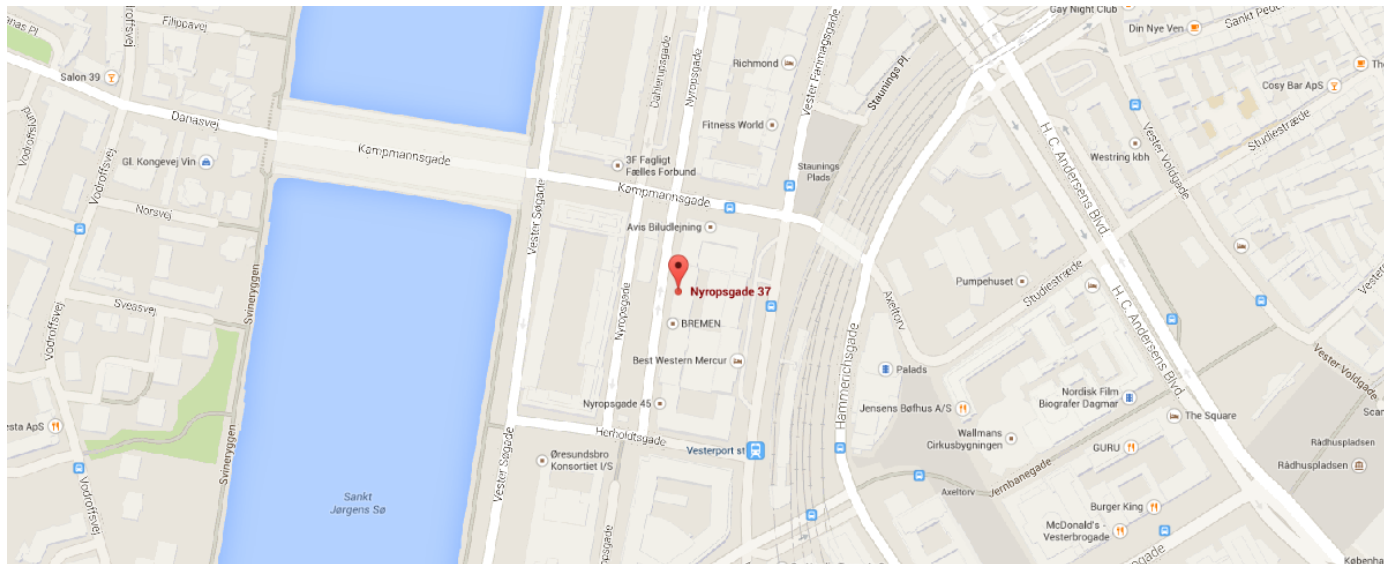 Filippavej
Vodroffsvej
Salon 39
Danasvej
Gl. Kongevej Vin
Vodroffsvej
Norsvej
Svineryggen
Sveasvej
Vodroffsvej
Svineryggen
Vodroffsvej
Kampmannsgade
Sankt
Jørgens Sø
Vester Søgade
Vester Søgade
Dahlerupsgade
Nyropsgade
3F Fagligt
Fælles Forbund
Kampmannsgade
Richmond
Fitness World
Vester Farimagsgade
Staunings Pl.
Staunings
Plads
Avis Biludlejning
Nyropsgade 37
BREMEN
Nyropsgade
Best Western Mercur
Nyropsgade 45
Herholdtsgade
Øresundsbro
Konsortiet I/S
Vesterport st
Gay Night Club
Din Nye Ven
Cosy Bar ApS
Studiestræde
H. C. Andersens Blvd.
Vester Voldgade
Westring kbh
Pumpehuset
Studiestræde
Axeltorv
Hammerichsgade
H. C. Andersens Blvd.
Palads
Jensens Bøfhus A/S
Nordisk Film
Biografer Dagmar
Vester Voldgade
The Square
Wallmans
Cirkusbygningen
GURU
Rådhuspladsen
Rådhuspladsen
Axeltorv
Jernbanegade
Burger King
McDonald's -
Vesterbrogade